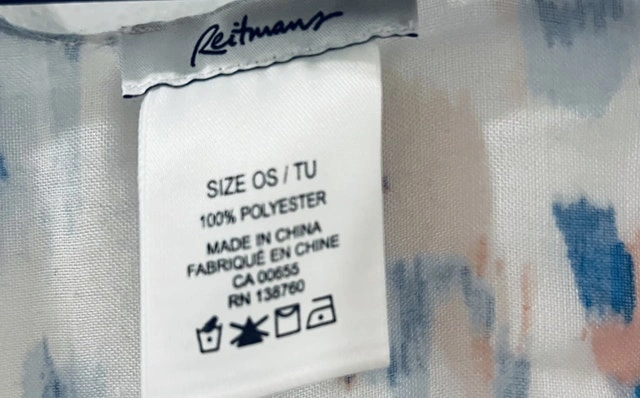 Reitmans
SIZE OS / TU
100% POLYESTER
MADE IN CHINA
FABRIQUÉ EN CHINE
CA 00655
RN 138760